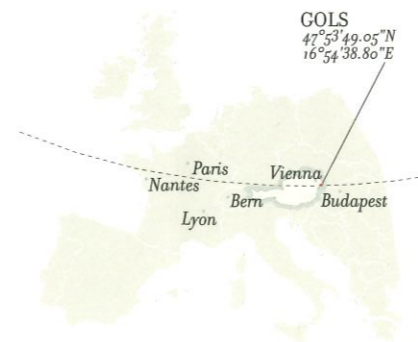 GOLS
47°53'49.05"N
16°54'38.80"E
Paris
Vienna
Nantes
Bern
Budapest
Lyon